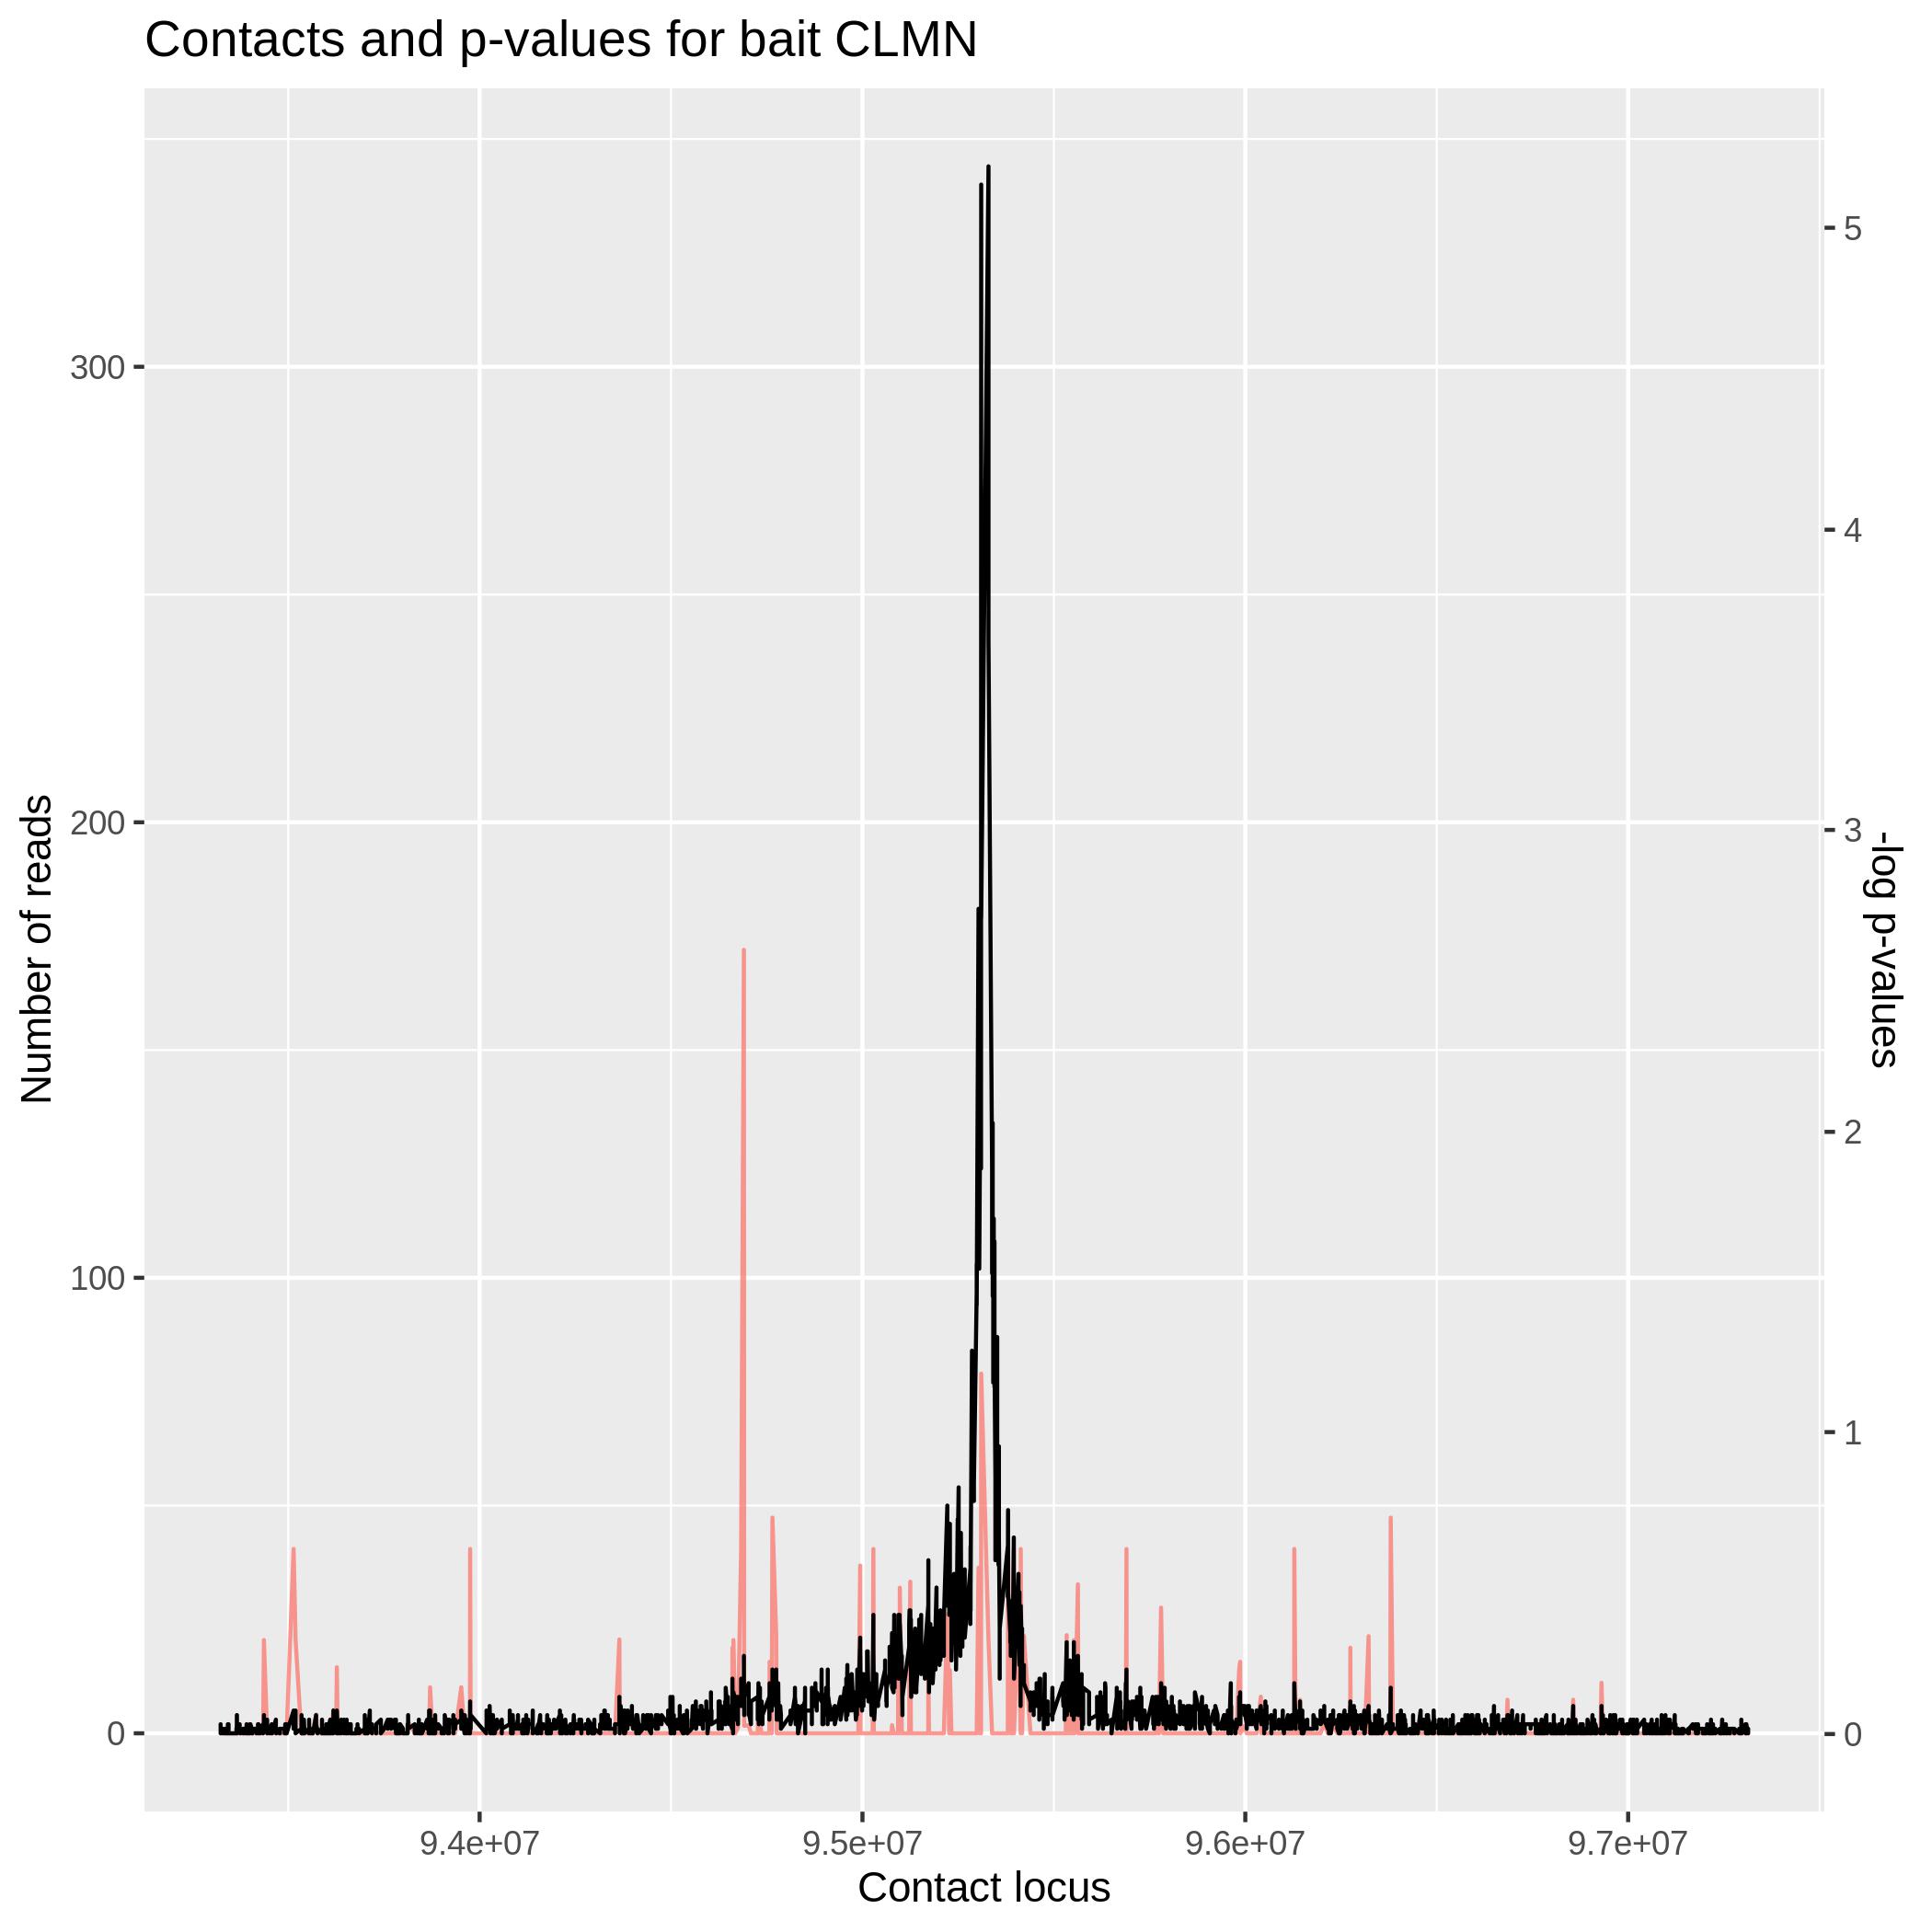 Contacts and p-values for bait CLMN
Number of reads
300
200
100
0
5
4
3
2
1
0
-log p-values
9.4e+07
9.5e+07
9.6e+07
9.7e+07
Contact locus